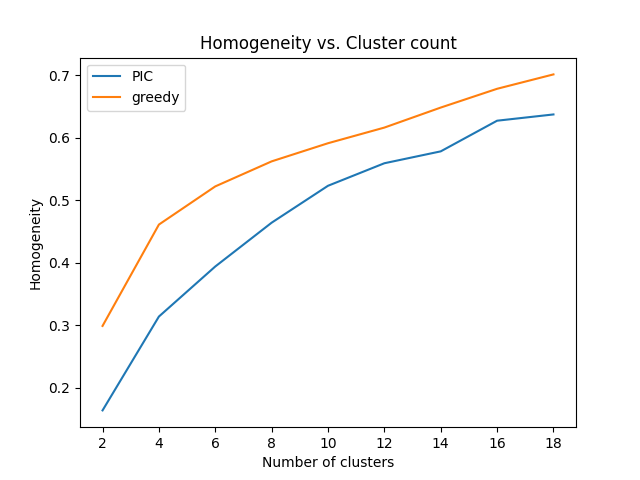 Homogeneity vs. Cluster count
PIC
greedy
0.7
0.6
0.5
0.4
0.3
0.2
Homogeneity
2 4 6 8 10 12 14 16 18
Number of clusters